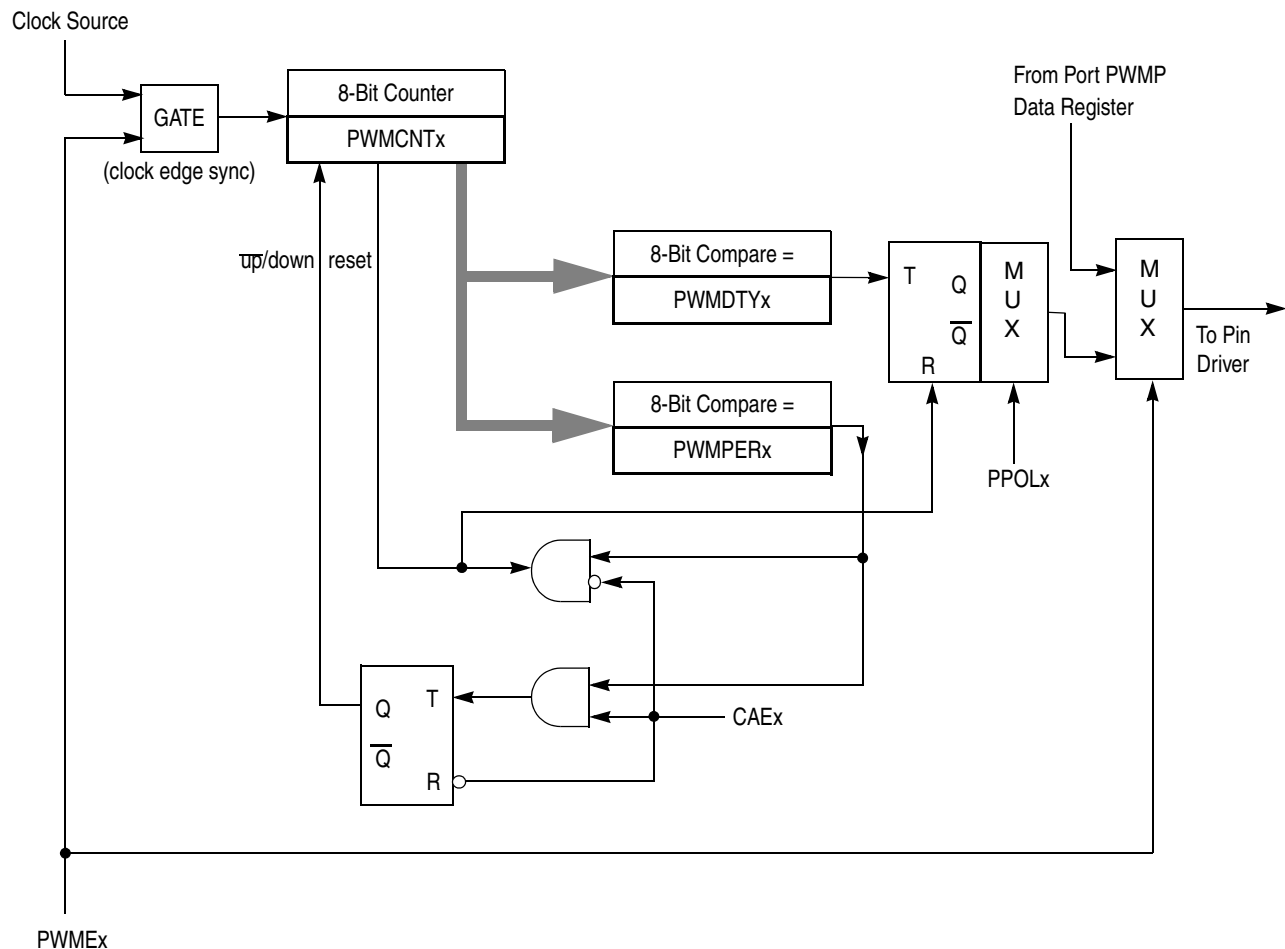 Clock Source
From Port PWMP
Data Register
8-Bit Counter
GATE
PWMCNTx
(clock edge sync)
u̅p̅/down reset
8-Bit Compare =
PWMDTYx
T
Q
Q̅
R
M
U
X
M
U
X
To Pin
Driver
8-Bit Compare =
PWMPERx
PPOLx
Q
T
Q̅
R
CAEx
PWMEx